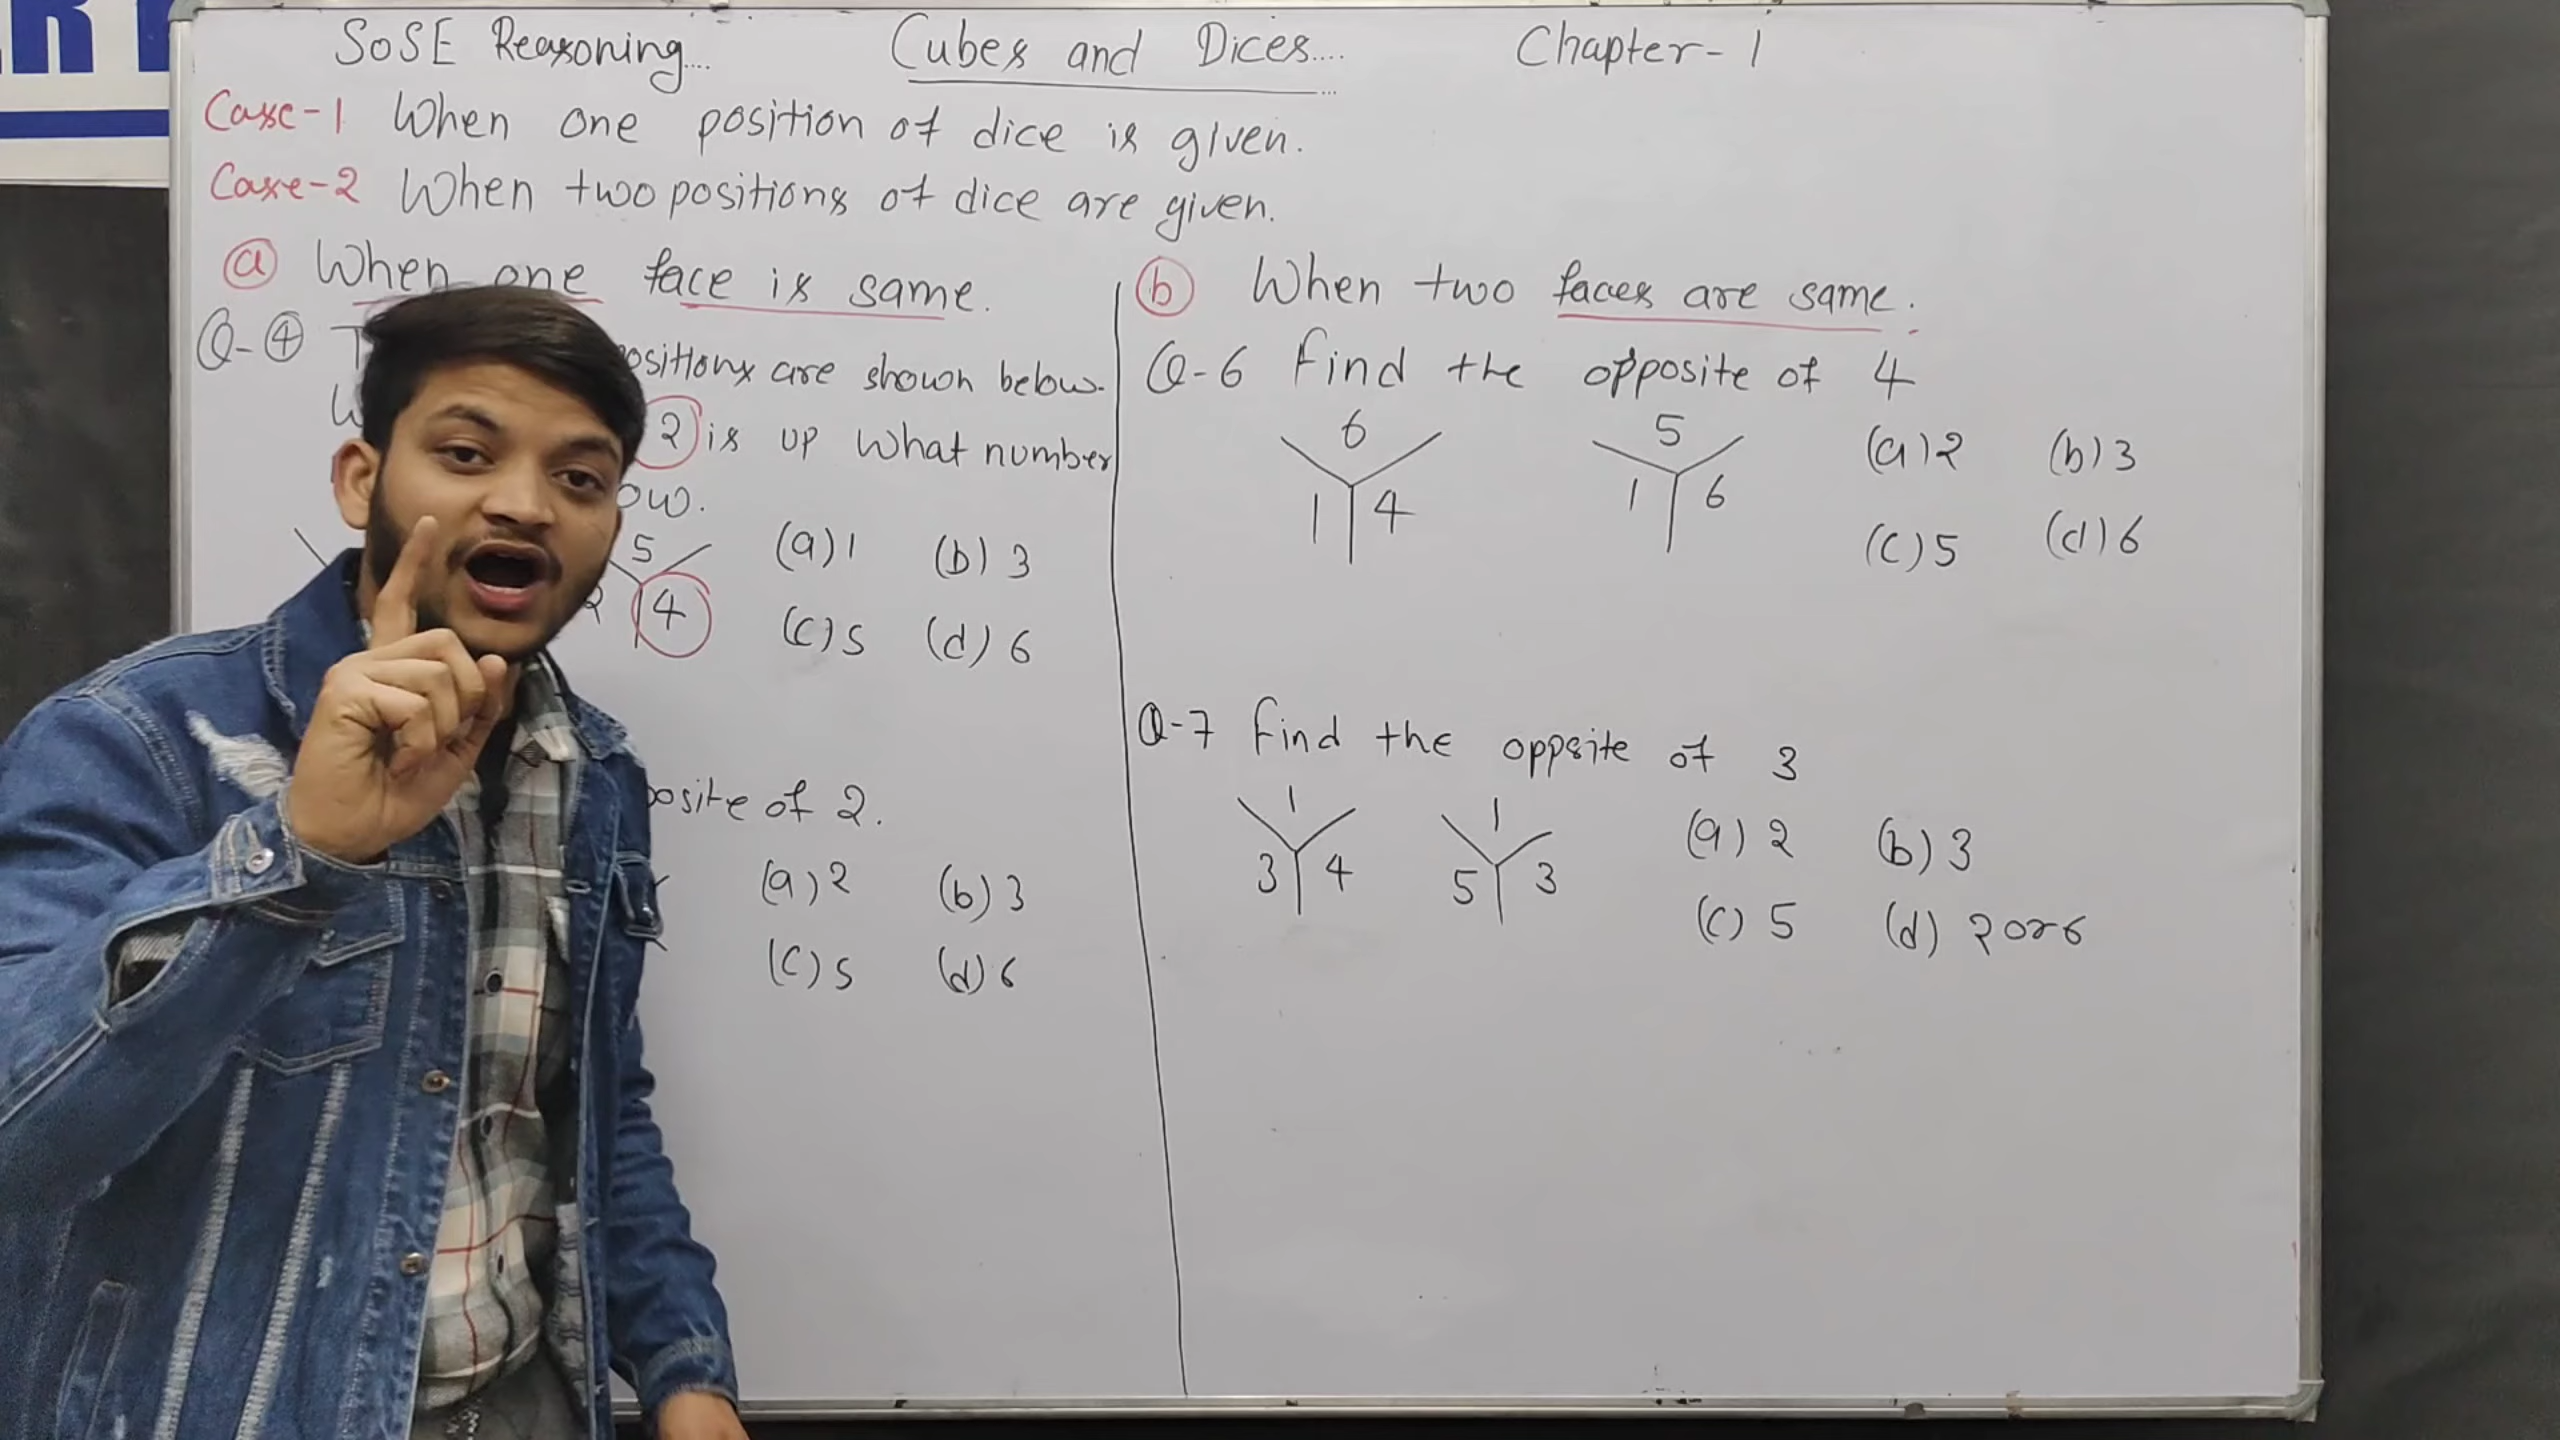 SoSE Reasoning.... Cubes and Dices.... Chapter-1
Case-1 When one position of dice is given.
Case-2 When two positions of dice are given.
(a) When one face is same.
Q-(4) positions are shown below.
2 is up what number
5
4
(a) 1 (b) 3
(c) 5 (d) 6
of 2.
(a) 2 (b) 3
(c) 5 (d) 6
(b) When two faces are same.
Q-6 Find the opposite of 4
6 5
1 4 1 6
(a) 2 (b) 3
(c) 5 (d) 6
Q-7 Find the oppsite of 3
1 1
3 4 5 3
(a) 2 (b) 3
(c) 5 (d) 2 or 6